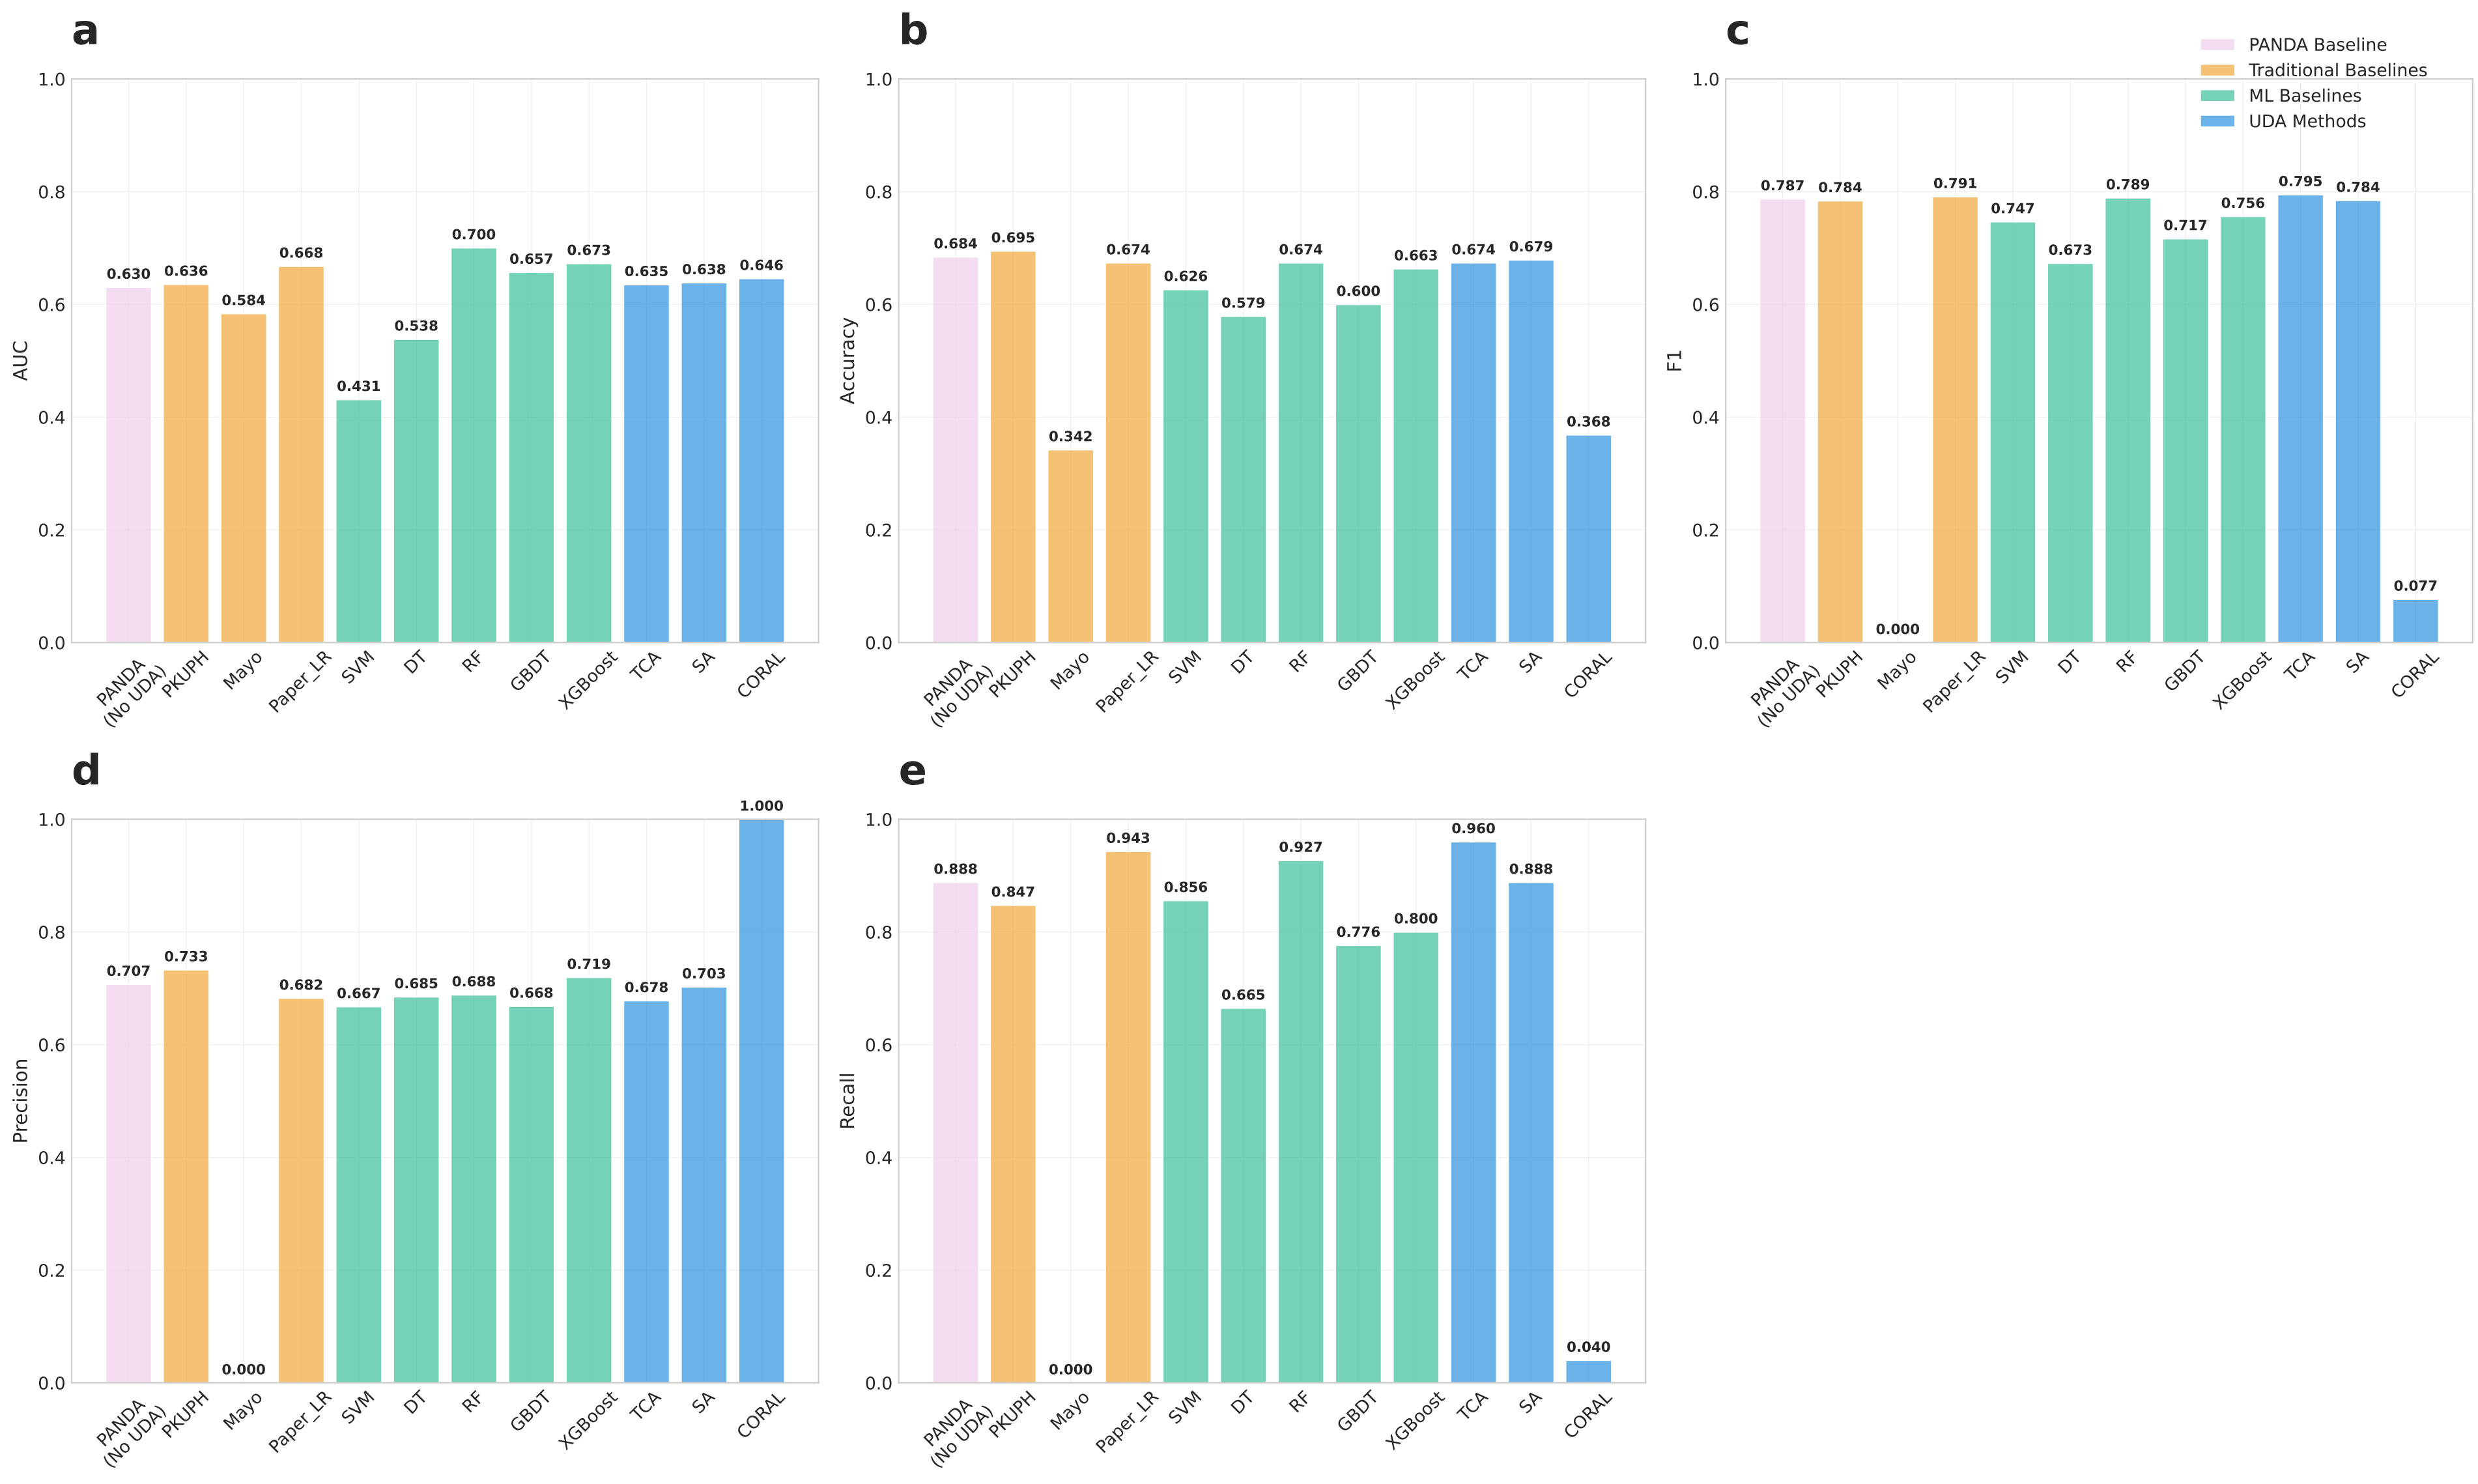 a
1.0
0.8
0.6
0.4
0.2
0.0
AUC
0.630
0.636
0.584
0.668
0.431
0.538
0.700
0.657
0.673
0.635
0.638
0.646
PANDA
(No UDA)
PKUPH
Mayo
Paper_LR
SVM
DT
RF
GBDT
XGBoost
TCA
SA
CORAL
b
1.0
0.8
0.6
0.4
0.2
0.0
Accuracy
0.684
0.695
0.342
0.674
0.626
0.579
0.674
0.600
0.663
0.674
0.679
0.368
PANDA
(No UDA)
PKUPH
Mayo
Paper_LR
SVM
DT
RF
GBDT
XGBoost
TCA
SA
CORAL
c
PANDA Baseline
Traditional Baselines
ML Baselines
UDA Methods
1.0
0.8
0.6
0.4
0.2
0.0
F1
0.787
0.784
0.000
0.791
0.747
0.673
0.789
0.717
0.756
0.795
0.784
0.077
PANDA
(No UDA)
PKUPH
Mayo
Paper_LR
SVM
DT
RF
GBDT
XGBoost
TCA
SA
CORAL
d
1.0
0.8
0.6
0.4
0.2
0.0
Precision
0.707
0.733
0.000
0.682
0.667
0.685
0.688
0.668
0.719
0.678
0.703
1.000
PANDA
(No UDA)
PKUPH
Mayo
Paper_LR
SVM
DT
RF
GBDT
XGBoost
TCA
SA
CORAL
e
1.0
0.8
0.6
0.4
0.2
0.0
Recall
0.888
0.847
0.000
0.943
0.856
0.665
0.927
0.776
0.800
0.960
0.888
0.040
PANDA
(No UDA)
PKUPH
Mayo
Paper_LR
SVM
DT
RF
GBDT
XGBoost
TCA
SA
CORAL